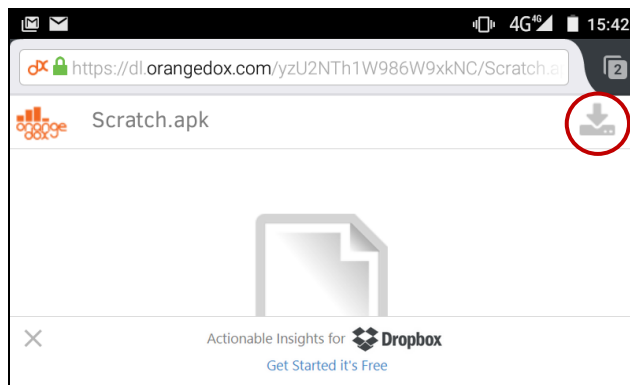 4G 4G 15:42
https://dl.orangedox.com/yzU2NTh1W986W9xkNC/Scratch.a 2
orange dox Scratch.apk
Actionable Insights for Dropbox
Get Started it's Free